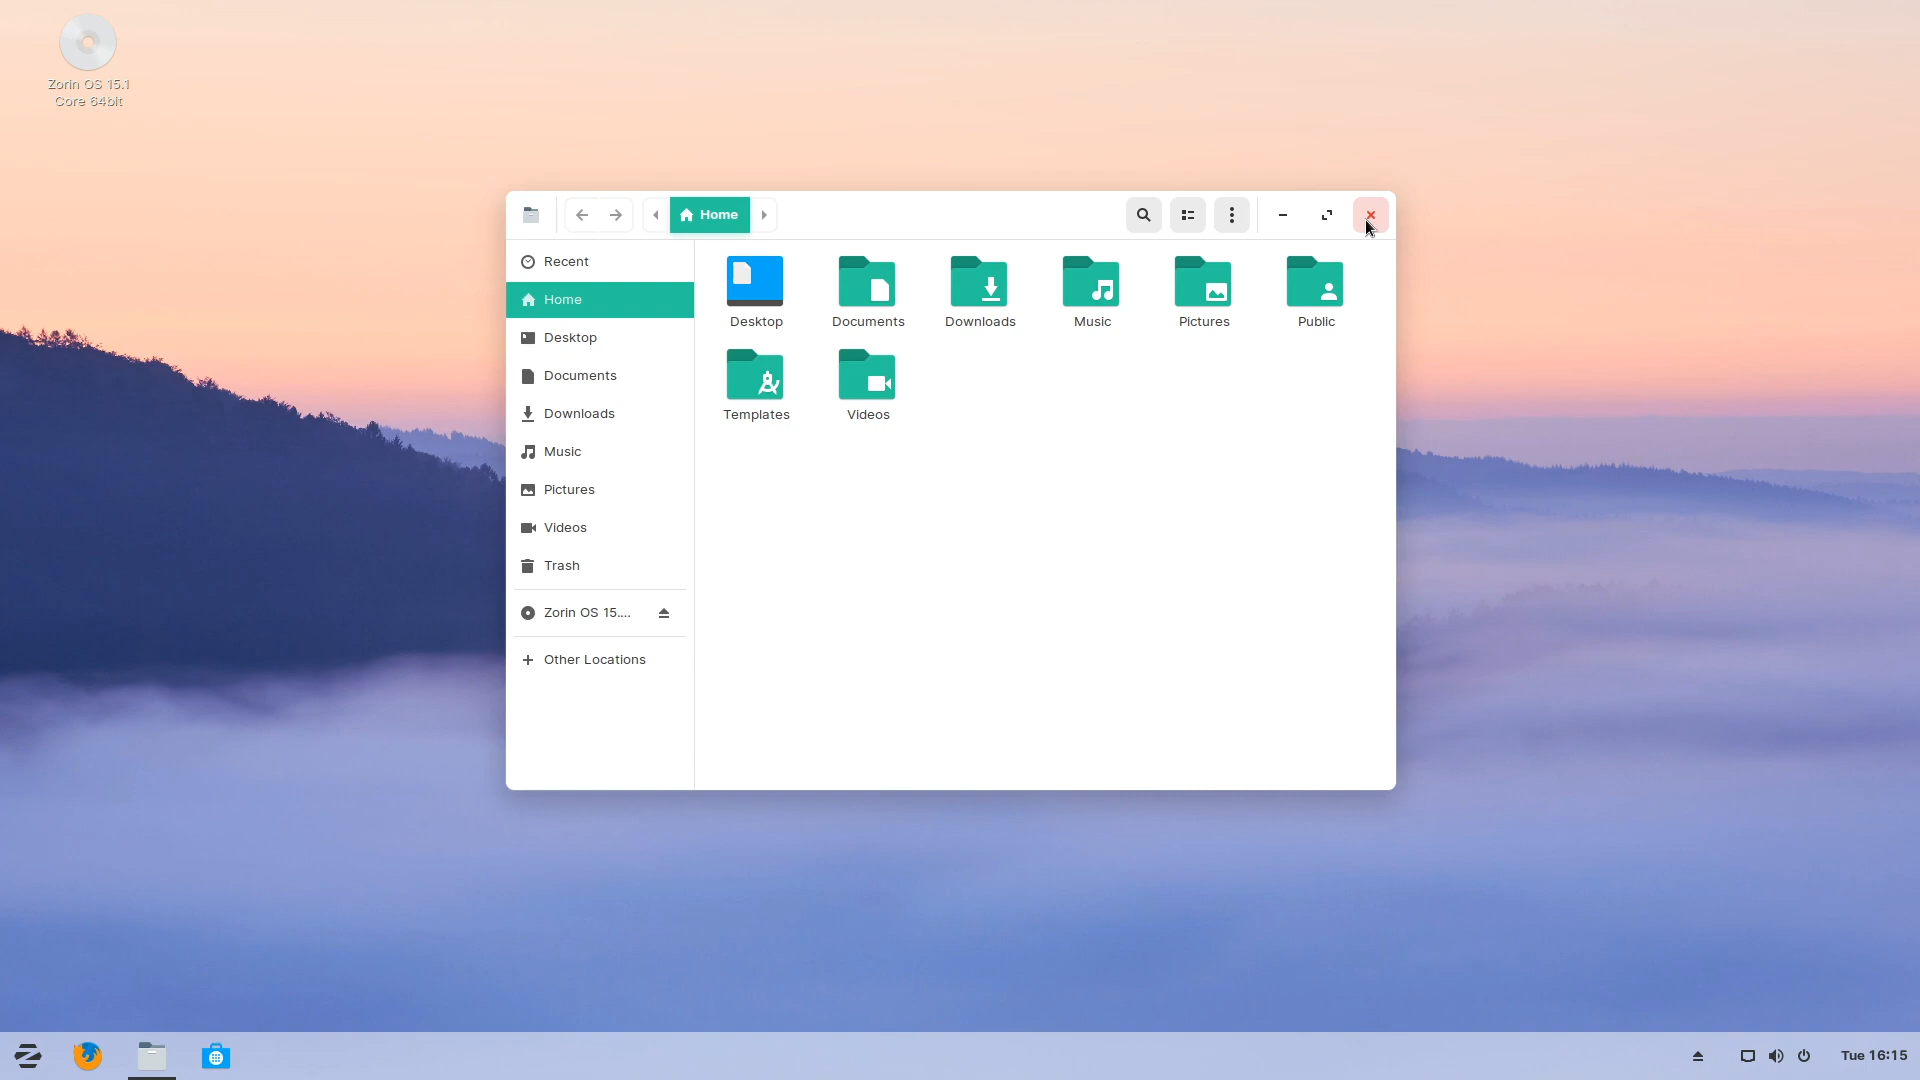 Zorin OS 15.1
Core 64bit
Home
Recent
Home
Desktop
Documents
Downloads
Music
Pictures
Videos
Trash
Zorin OS 15....
Other Locations
Desktop
Documents
Downloads
Music
Pictures
Public
Templates
Videos
Tue 16:15